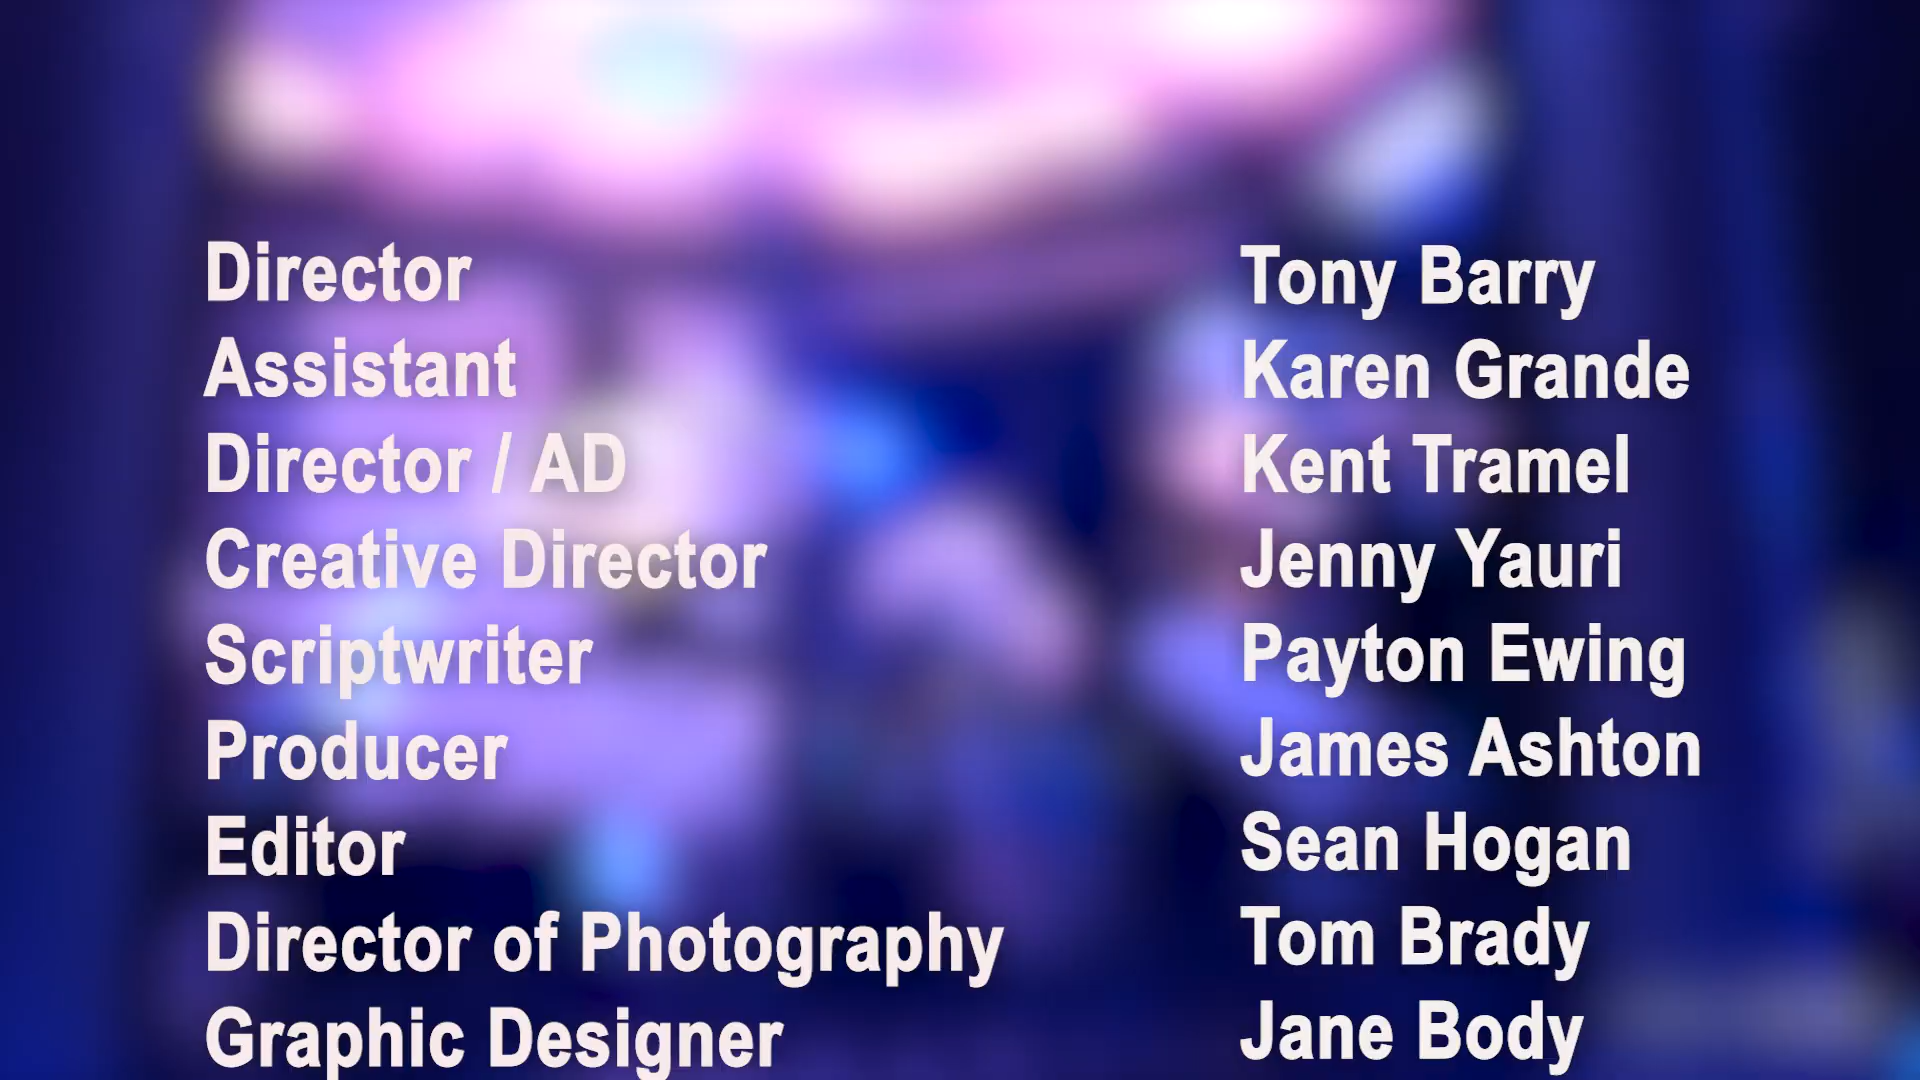 Director Tony Barry
Assistant Karen Grande
Director / AD Kent Tramel
Creative Director Jenny Yauri
Scriptwriter Payton Ewing
Producer James Ashton
Editor Sean Hogan
Director of Photography Tom Brady
Graphic Designer Jane Body